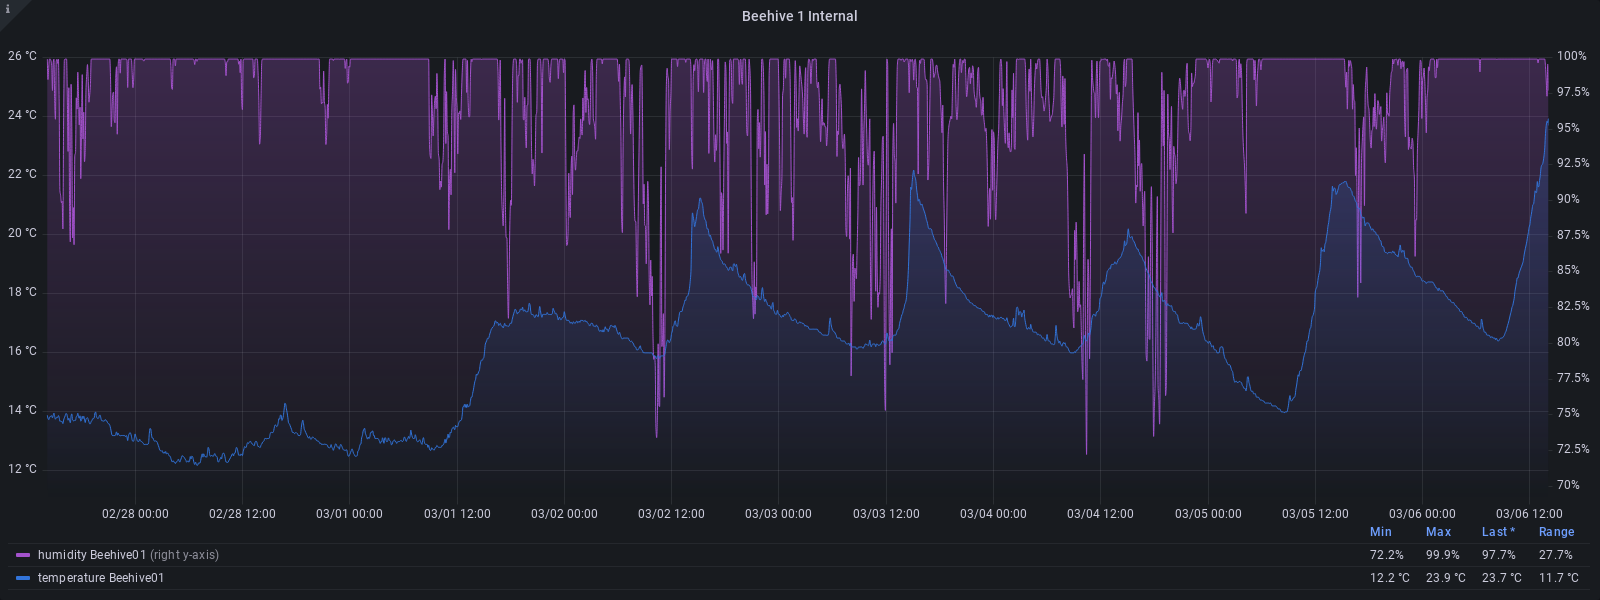 i
Beehive 1 Internal
26 °C 100%
97.5%
24 °C 95%
92.5%
22 °C 90%
20 °C 87.5%
85%
18 °C 82.5%
16 °C 80%
77.5%
14 °C 75%
72.5%
12 °C 70%
02/28 00:00 02/28 12:00 03/01 00:00 03/01 12:00 03/02 00:00 03/02 12:00 03/03 00:00 03/03 12:00 03/04 00:00 03/04 12:00 03/05 00:00 03/05 12:00 03/06 00:00 03/06 12:00
Min Max Last * Range
humidity Beehive01 (right y-axis) 72.2% 99.9% 97.7% 27.7%
temperature Beehive01 12.2 °C 23.9 °C 23.7 °C 11.7 °C